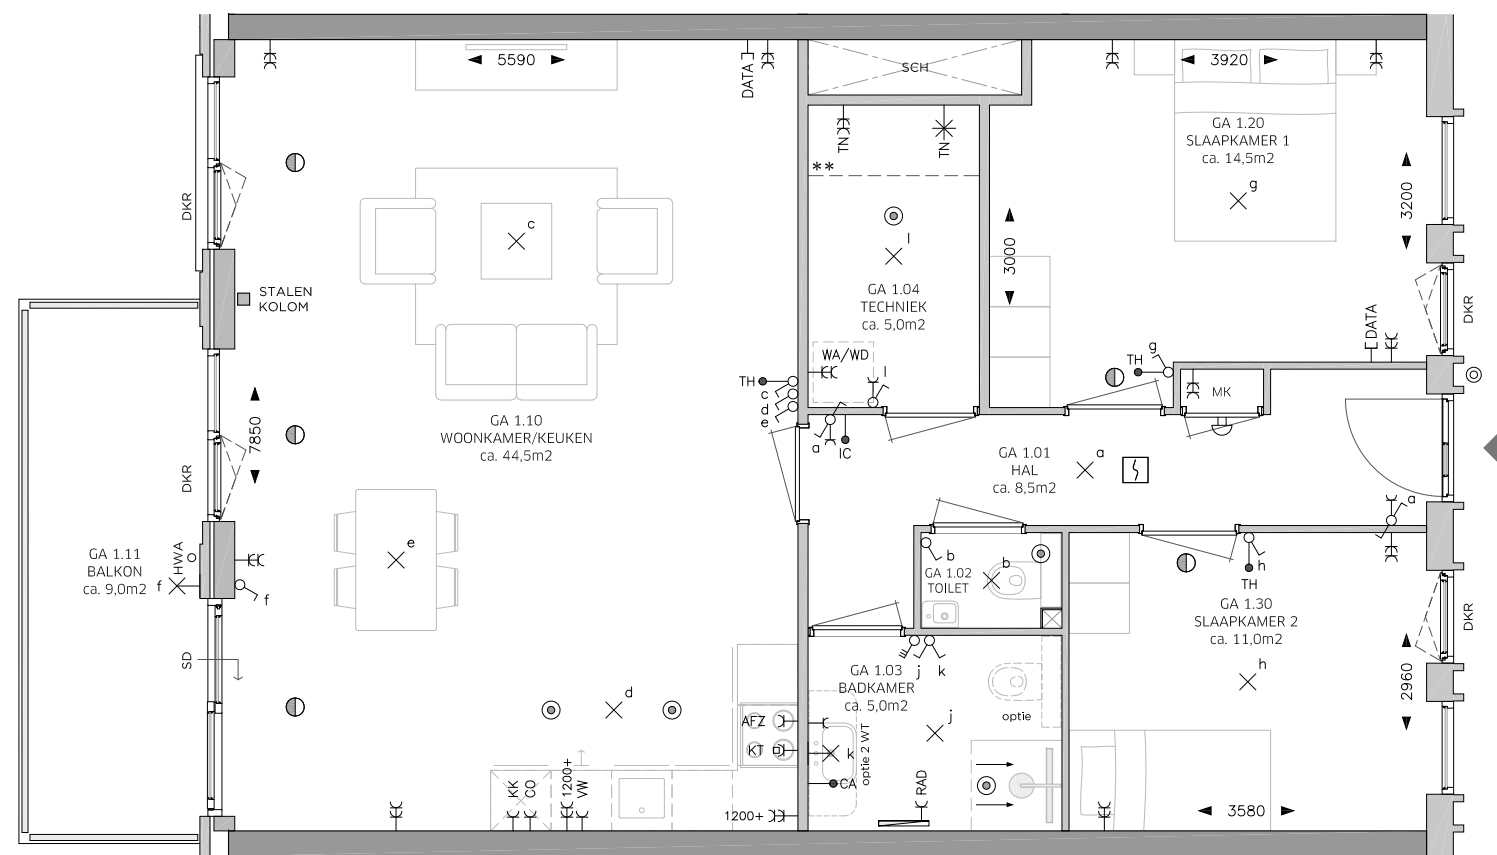 5590
DATA
SCH
3920
GA 1.20
SLAAPKAMER 1
ca. 14,5m2
g
TN
TN
**
DKR
c
l
3000
3200
STALEN
KOLOM
GA 1.04
TECHNIEK
ca. 5,0m2
DKR
DATA
WA/WD
l
g
TH
TH
c
d
e
MK
7850
GA 1.10
WOONKAMER/KEUKEN
ca. 44,5m2
a
IC
GA 1.01
HAL
ca. 8,5m2
a
DKR
a
e
GA 1.11
BALKON
ca. 9,0m2
HWA
f
f
b
b
GA 1.02
TOILET
h
TH
GA 1.30
SLAAPKAMER 2
ca. 11,0m2
DKR
SD
j
k
GA 1.03
BADKAMER
ca. 5,0m2
h
2960
d
optie
j
AFZ
KT
k
optie 2 WT
CA
RAD
KK
CO
1200+
VW
1200+
3580